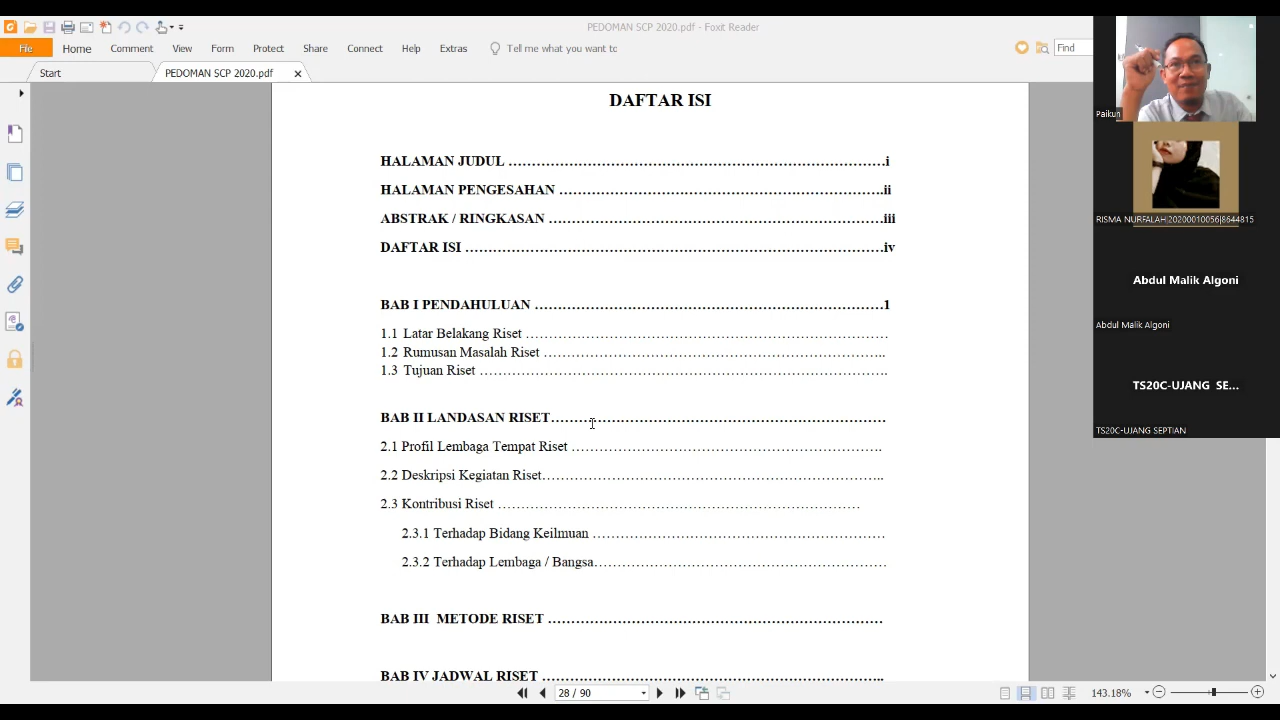 PEDOMAN SCP 2020.pdf - Foxit Reader
File Home Comment View Form Protect Share Connect Help Extras Tell me what you want tc Find
Start PEDOMAN SCP 2020.pdf
DAFTAR ISI
HALAMAN JUDUL ……………………………………………………………………….i
HALAMAN PENGESAHAN …………………………………………………………….ii
ABSTRAK / RINGKASAN ………………………………………………………………iii
DAFTAR ISI ………………………………………………………………………………iv
BAB I PENDAHULUAN …………………………………………………………………1
1.1 Latar Belakang Riset ……………………………………………………………………
1.2 Rumusan Masalah Riset ………………………………………………………………..
1.3 Tujuan Riset …………………………………………………………………………….
BAB II LANDASAN RISET………………………………………………………………
2.1 Profil Lembaga Tempat Riset ………………………………………………………….
2.2 Deskripsi Kegiatan Riset………………………………………………………………..
2.3 Kontribusi Riset ……………………………………………………………………
2.3.1 Terhadap Bidang Keilmuan ………………………………………………………
2.3.2 Terhadap Lembaga / Bangsa………………………………………………………
BAB III METODE RISET ………………………………………………………………
BAB IV JADWAL RISET ………………………………………………………………..
28 / 90
143.18%
Paikun
RISMA NURFALAH|20200010056|8644815
Abdul Malik Algoni
Abdul Malik Algoni
TS20C-UJANG SE...
TS20C-UJANG SEPTIAN